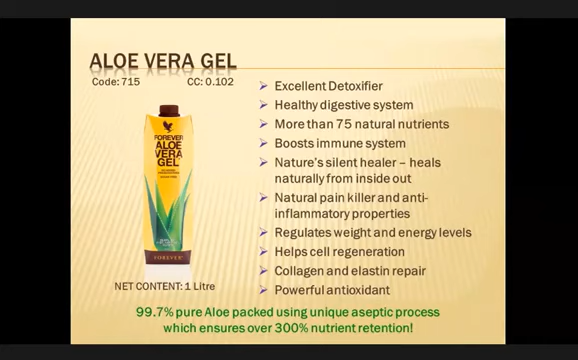 ALOE VERA GEL
Code: 715
CC: 0.102
FOREVER
ALOE
VERA
GEL
FOREVER
NET CONTENT: 1 Litre
Excellent Detoxifier
Healthy digestive system
More than 75 natural nutrients
Boosts immune system
Nature's silent healer – heals
naturally from inside out
Natural pain killer and anti-
inflammatory properties
Regulates weight and energy levels
Helps cell regeneration
Collagen and elastin repair
Powerful antioxidant
99.7% pure Aloe packed using unique aseptic process
which ensures over 300% nutrient retention!